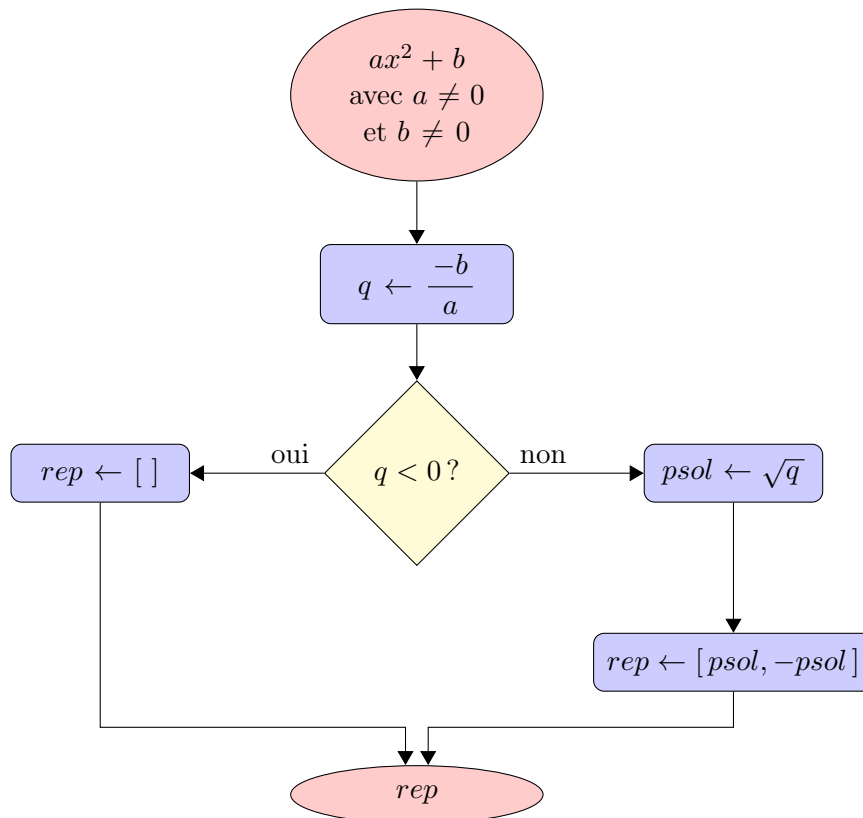 ax² + b
avec a ≠ 0
et b ≠ 0
q ← −b/a
q < 0 ?
oui
non
rep ← [ ]
psol ← √q
rep ← [ psol, −psol ]
rep